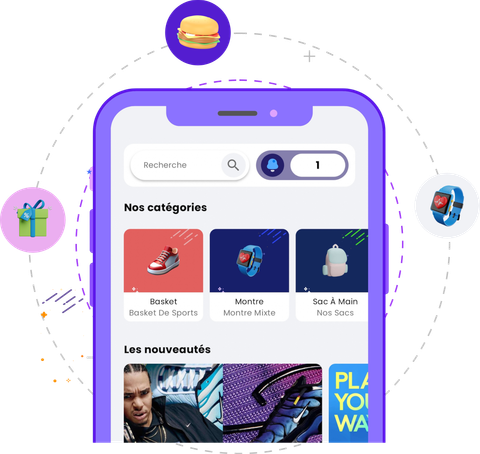 Recherche
1
Nos catégories
Basket
Montre
Sac À Main
Basket De Sports
Montre Mixte
Nos Sacs
Les nouveautés
PLA
YOU
WA